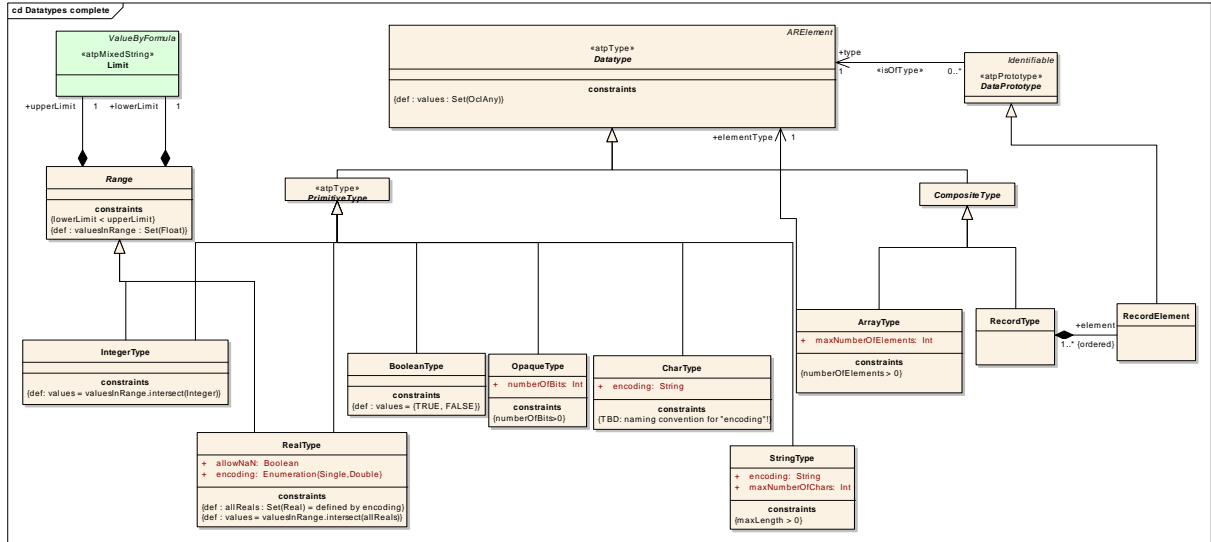 cd Datatypes complete
ValueByFormula
«atpMixedString»
Limit
+upperLimit 1 +lowerLimit 1
Range
constraints
{lowerLimit < upperLimit}
{def : valuesInRange : Set(Float)}
ARElement
«atpType»
Datatype
constraints
{def : values : Set(OclAny)}
+type
1 «isOfType» 0..*
Identifiable
«atpPrototype»
DataPrototype
+elementType 1
«atpType»
PrimitiveType
CompositeType
IntegerType
constraints
{def: values = valuesInRange.intersect(Integer)}
BooleanType
constraints
{def : values = {TRUE, FALSE}}
OpaqueType
+ numberOfBits: Int
constraints
{numberOfBits>0}
CharType
+ encoding: String
constraints
{TBD: naming convention for "encoding"!}
ArrayType
+ maxNumberOfElements: Int
constraints
{numberOfElements > 0}
RecordType
+element
1..* {ordered}
RecordElement
RealType
+ allowNaN: Boolean
+ encoding: Enumeration(Single,Double)
constraints
{def : allReals : Set(Real) = defined by encoding}
{def : values = valuesInRange.intersect(allReals)}
StringType
+ encoding: String
+ maxNumberOfChars: Int
constraints
{maxLength > 0}